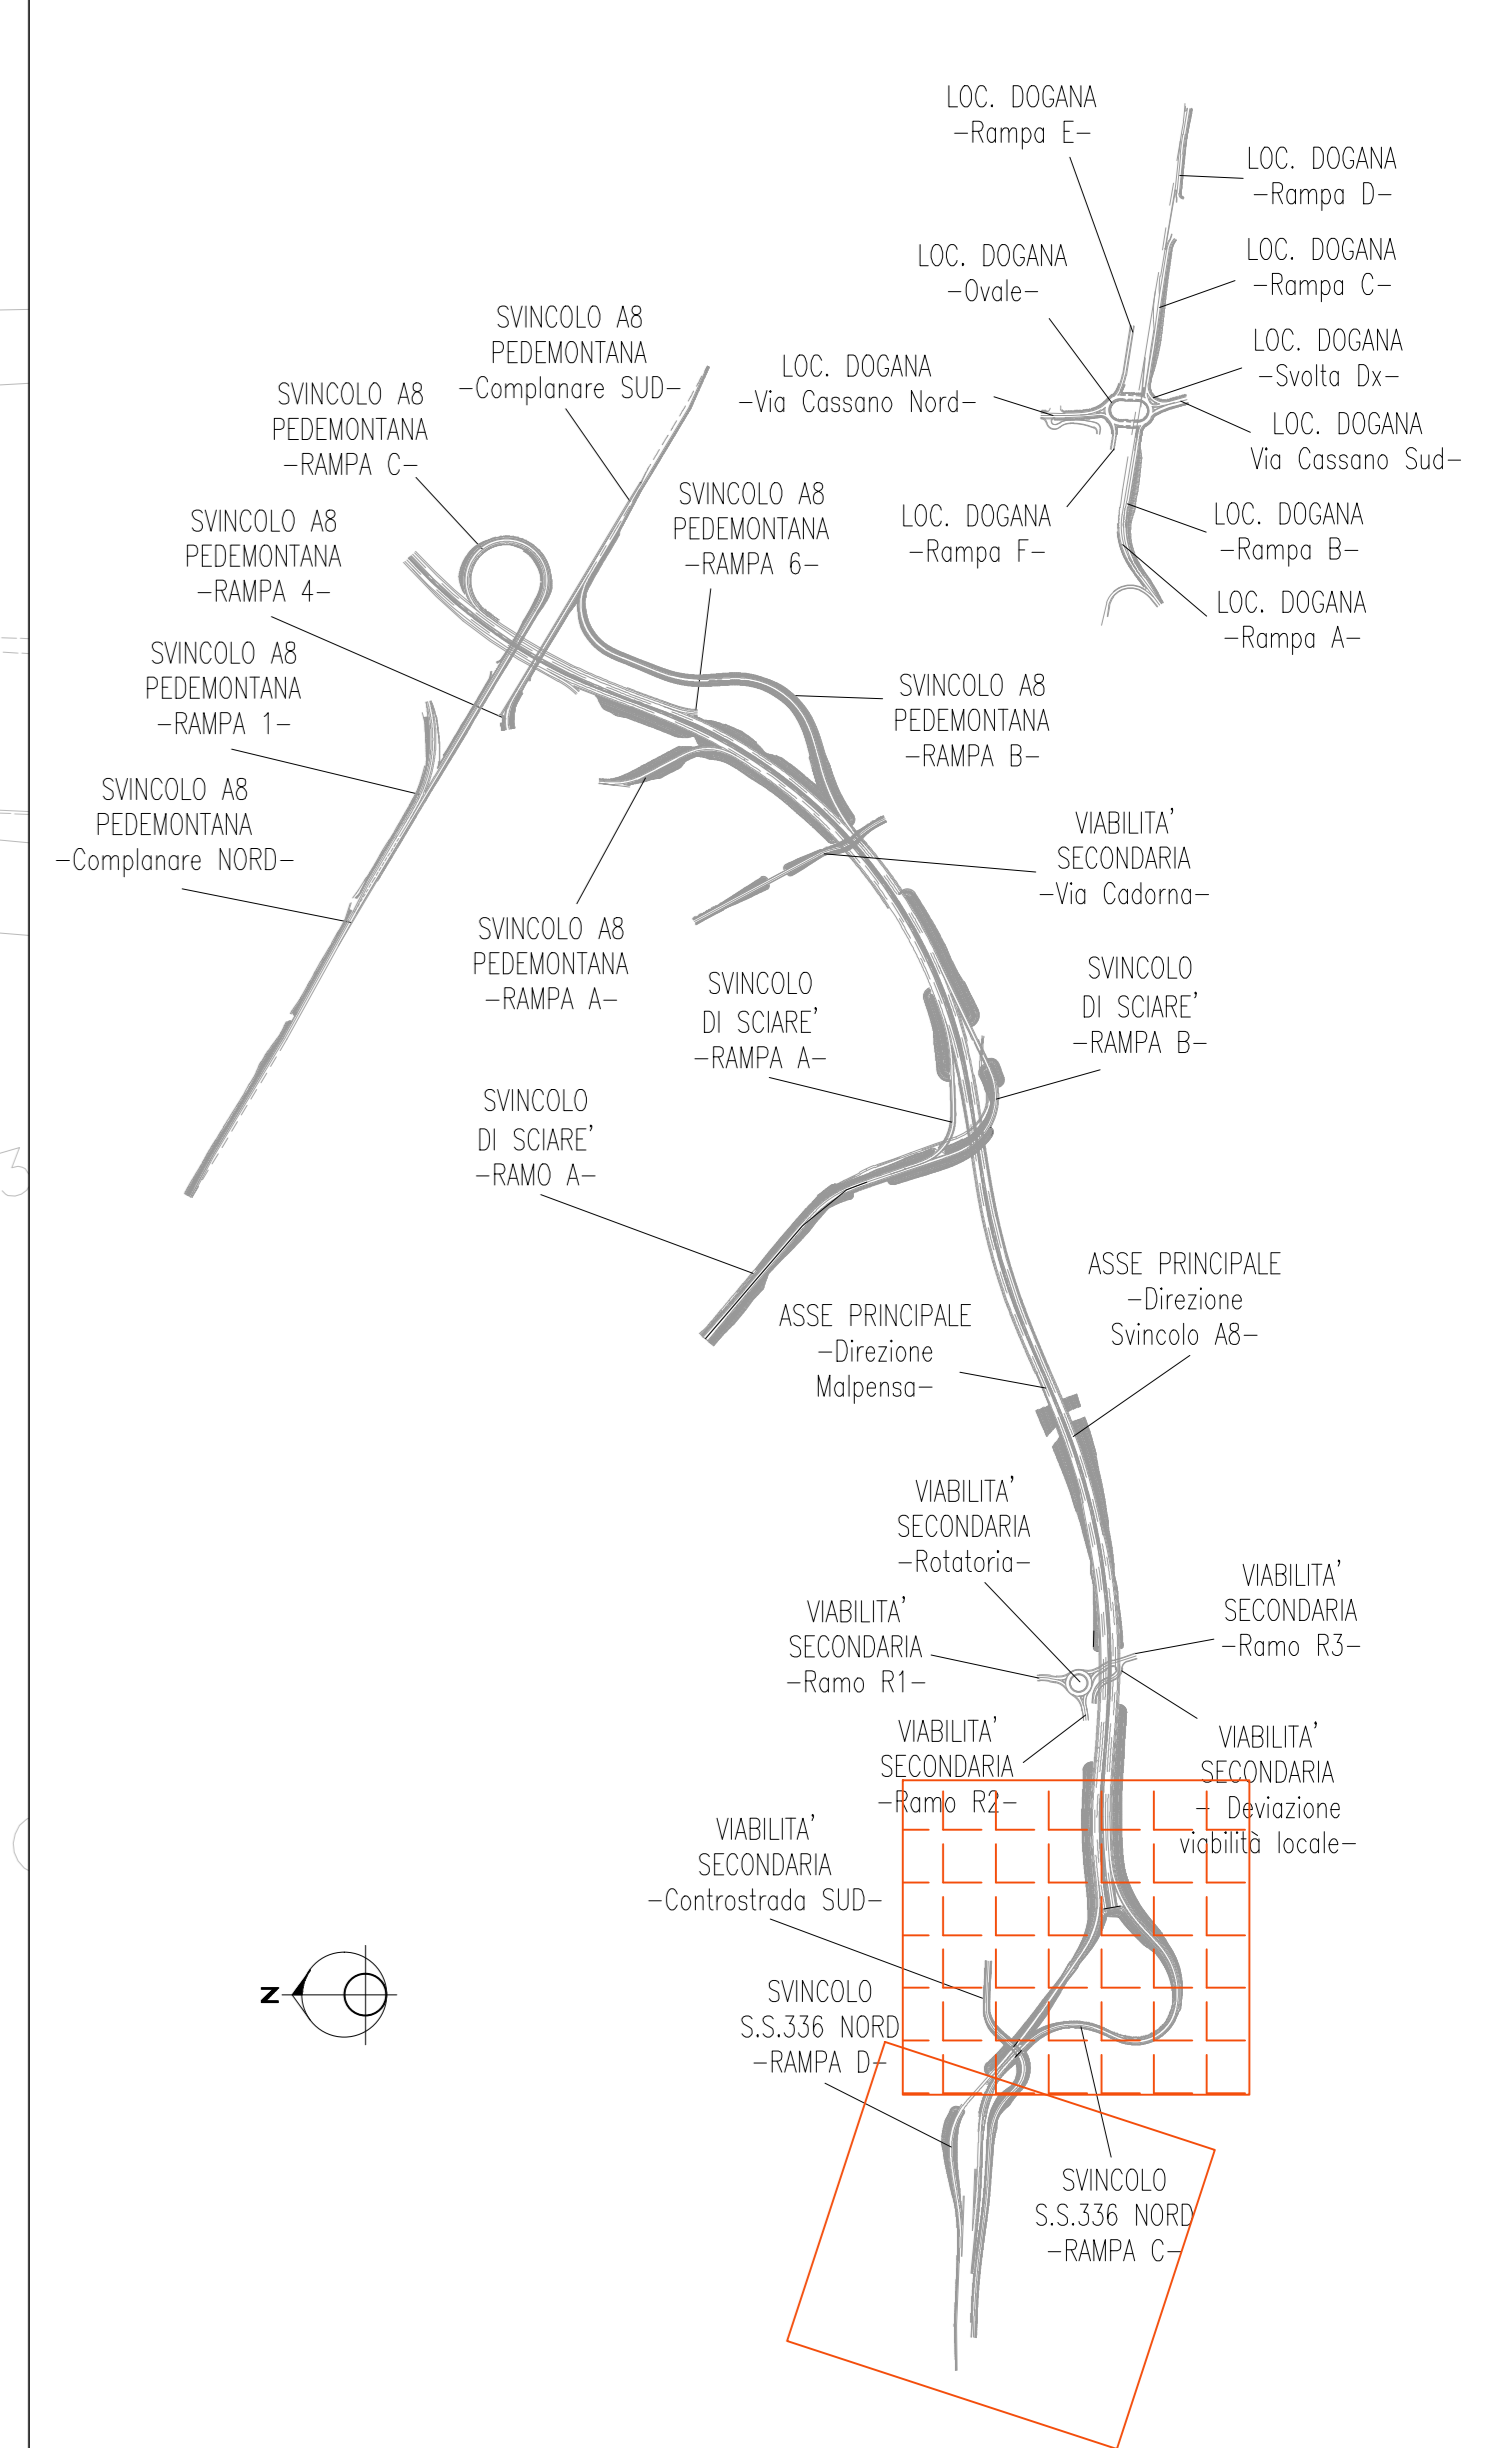 LOC. DOGANA
-Rampa E-
LOC. DOGANA
-Rampa D-
LOC. DOGANA
-Ovale-
LOC. DOGANA
-Rampa C-
SVINCOLO A8
PEDEMONTANA
-Complanare SUD-
LOC. DOGANA
-Svolta Dx-
LOC. DOGANA
-Via Cassano Nord-
SVINCOLO A8
PEDEMONTANA
-RAMPA C-
LOC. DOGANA
Via Cassano Sud-
SVINCOLO A8
PEDEMONTANA
-RAMPA 6-
LOC. DOGANA
-Rampa F-
LOC. DOGANA
-Rampa B-
SVINCOLO A8
PEDEMONTANA
-RAMPA 4-
LOC. DOGANA
-Rampa A-
SVINCOLO A8
PEDEMONTANA
-RAMPA 1-
SVINCOLO A8
PEDEMONTANA
-RAMPA B-
SVINCOLO A8
PEDEMONTANA
-Complanare NORD-
VIABILITA'
SECONDARIA
-Via Cadorna-
SVINCOLO A8
PEDEMONTANA
-RAMPA A-
SVINCOLO
DI SCIARE'
-RAMPA A-
SVINCOLO
DI SCIARE'
-RAMPA B-
SVINCOLO
DI SCIARE'
-RAMO A-
3
ASSE PRINCIPALE
-Direzione
Svincolo A8-
ASSE PRINCIPALE
-Direzione
Malpensa-
VIABILITA'
SECONDARIA
-Rotatoria-
VIABILITA'
SECONDARIA
-Ramo R3-
VIABILITA'
SECONDARIA
-Ramo R1-
VIABILITA'
SECONDARIA
-Ramo R2-
VIABILITA'
SECONDARIA
- Deviazione
viabilità locale-
VIABILITA'
SECONDARIA
-Controstrada SUD-
N
SVINCOLO
S.S.336 NORD
-RAMPA D-
SVINCOLO
S.S.336 NORD
-RAMPA C-